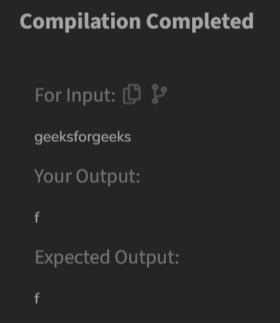 Compilation Completed
For Input:
geeksforgeeks
Your Output:
f
Expected Output:
f